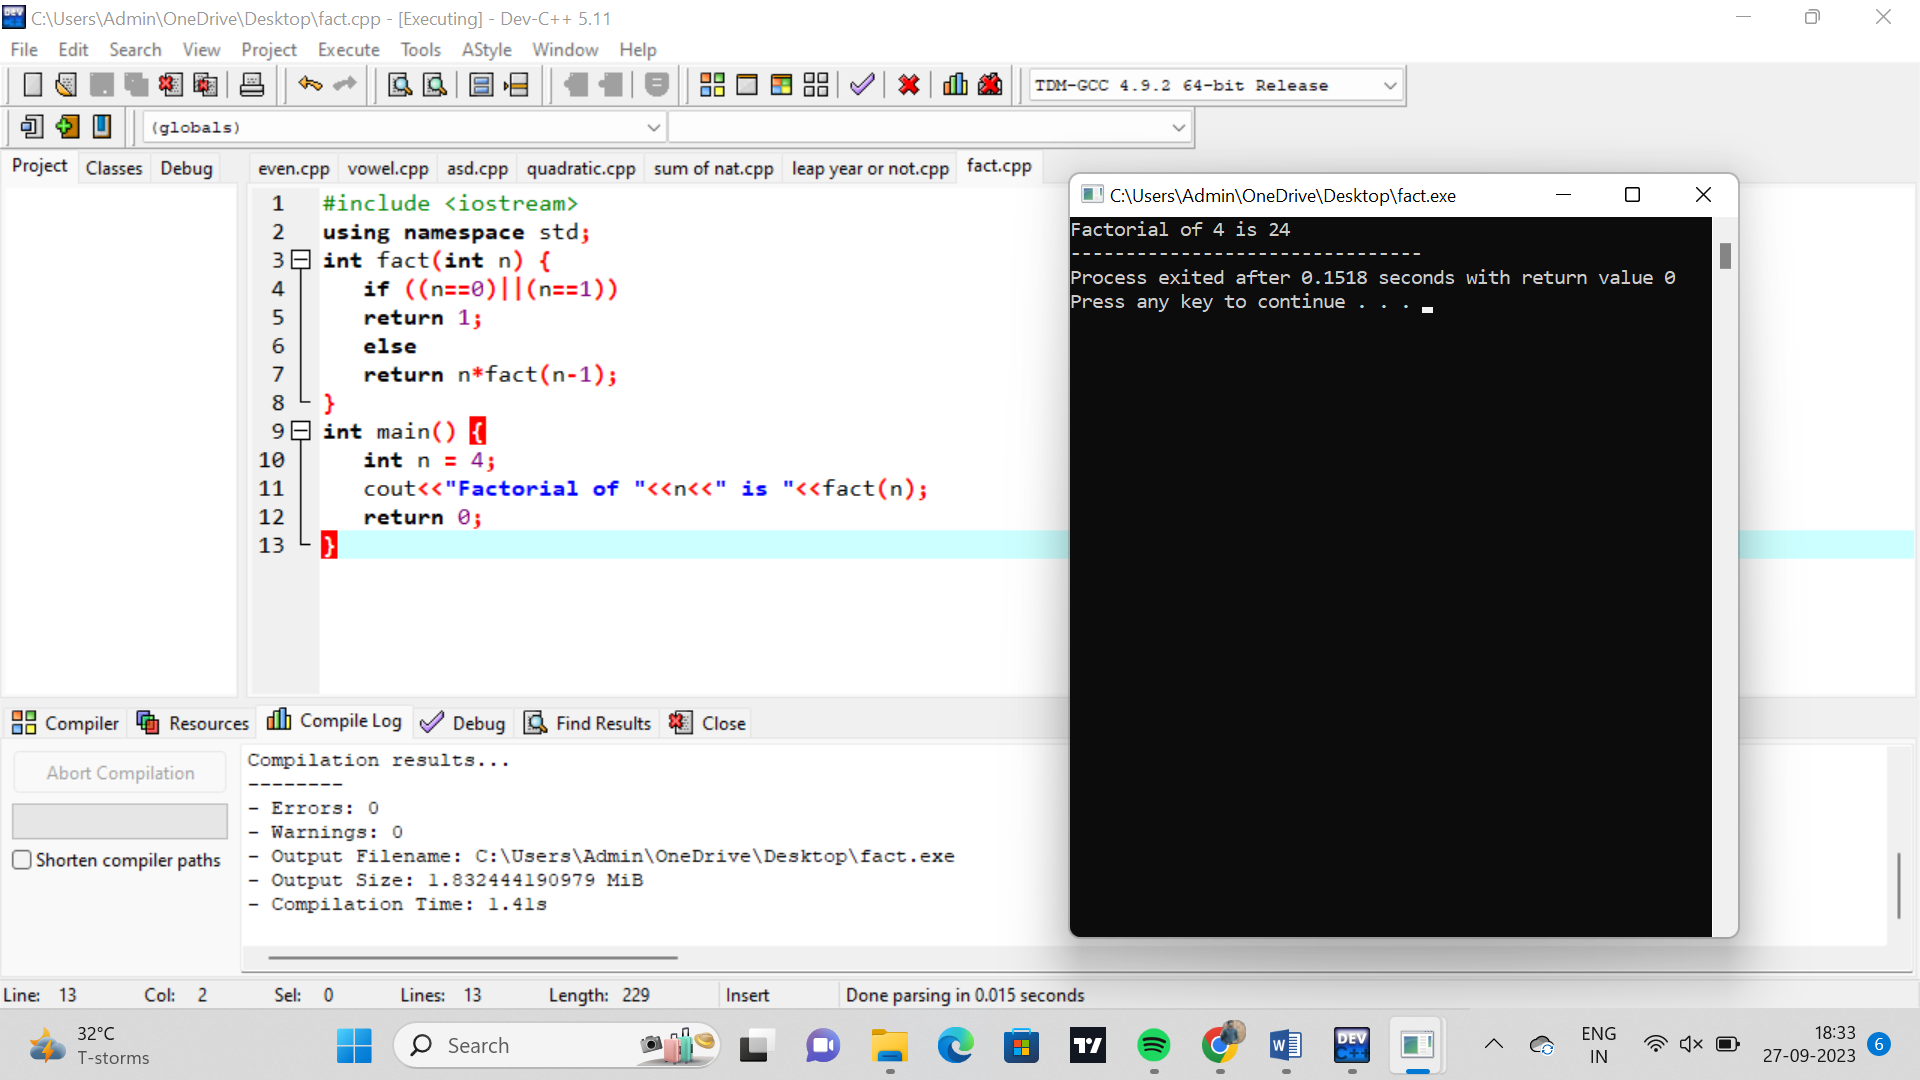 C:\Users\Admin\OneDrive\Desktop\fact.cpp - [Executing] - Dev-C++ 5.11
File Edit Search View Project Execute Tools AStyle Window Help
TDM-GCC 4.9.2 64-bit Release
(globals)
Project Classes Debug
even.cpp vowel.cpp asd.cpp quadratic.cpp sum of nat.cpp leap year or not.cpp fact.cpp
1 #include <iostream>
2 using namespace std;
3 int fact(int n) {
4 if ((n==0)||(n==1))
5 return 1;
6 else
7 return n*fact(n-1);
8 }
9 int main() {
10 int n = 4;
11 cout<<"Factorial of "<<n<<" is "<<fact(n);
12 return 0;
13 }
C:\Users\Admin\OneDrive\Desktop\fact.exe
Factorial of 4 is 24
--------------------------------
Process exited after 0.1518 seconds with return value 0
Press any key to continue . . .
Compiler Resources Compile Log Debug Find Results Close
Abort Compilation
Shorten compiler paths
Compilation results...
--------
- Errors: 0
- Warnings: 0
- Output Filename: C:\Users\Admin\OneDrive\Desktop\fact.exe
- Output Size: 1.832444190979 MiB
- Compilation Time: 1.41s
Line: 13 Col: 2 Sel: 0 Lines: 13 Length: 229 Insert Done parsing in 0.015 seconds
32°C
T-storms
Search
DEV
C++
ENG
IN
18:33
27-09-2023
6